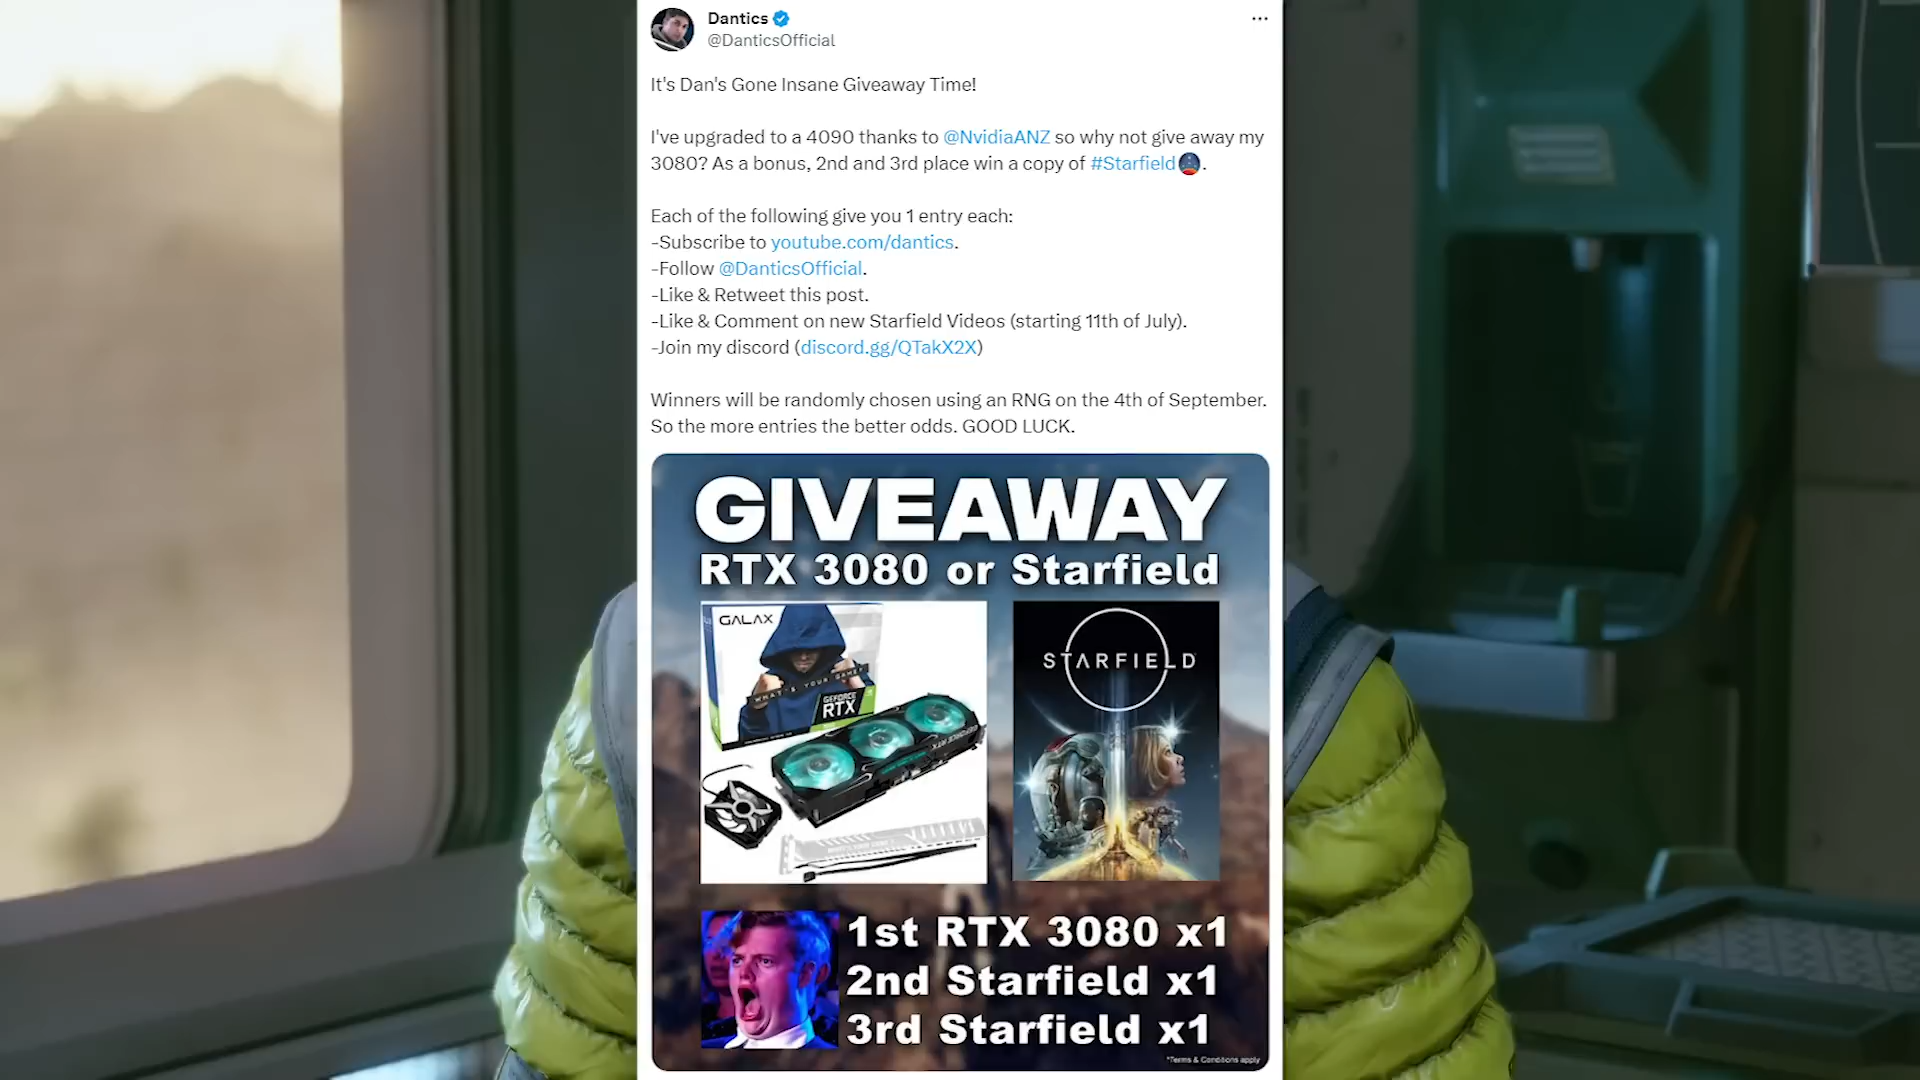 Dantics
@DanticsOfficial
It's Dan's Gone Insane Giveaway Time!
I've upgraded to a 4090 thanks to @NvidiaANZ so why not give away my
3080? As a bonus, 2nd and 3rd place win a copy of #Starfield.
Each of the following give you 1 entry each:
-Subscribe to youtube.com/dantics.
-Follow @DanticsOfficial.
-Like & Retweet this post.
-Like & Comment on new Starfield Videos (starting 11th of July).
-Join my discord (discord.gg/QTakX2X)
Winners will be randomly chosen using an RNG on the 4th of September.
So the more entries the better odds. GOOD LUCK.
GIVEAWAY
RTX 3080 or Starfield
GALAX
WHAT'S YOUR GAME
GEFORCE
RTX
GEFORCE RTX
STARFIELD
1st RTX 3080 x1
2nd Starfield x1
3rd Starfield x1
*Terms & Conditions apply